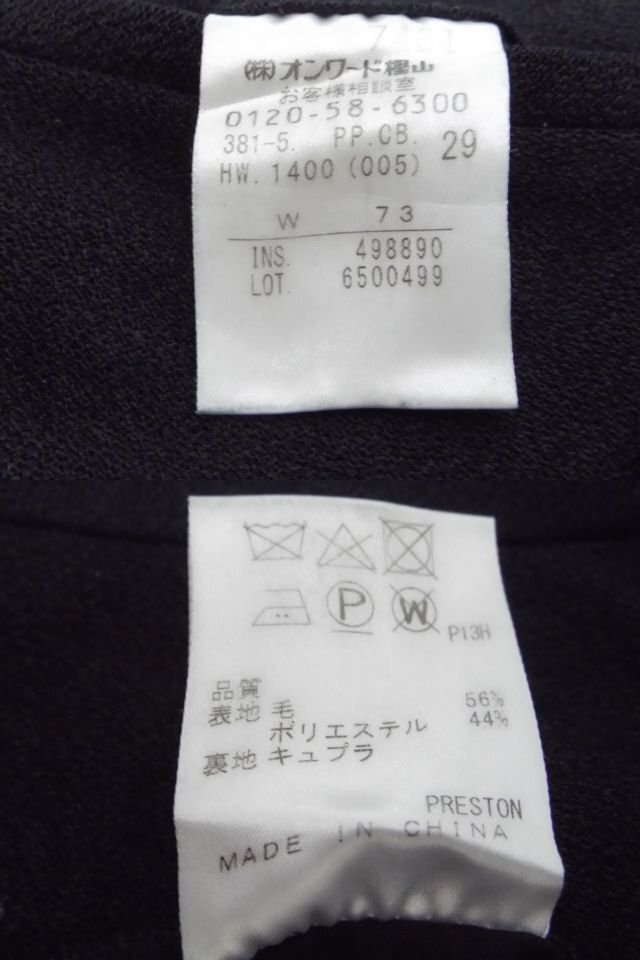 7461
(株)オンワード樫山
お客様相談室
0120-58-6300
381-5. PP.CB. 29
HW.1400 (005)
W 73
INS. 498890
LOT. 6500499
P
W
P13H
品質
表地 毛 56%
ポリエステル 44%
裏地 キュプラ
PRESTON
MADE IN CHINA